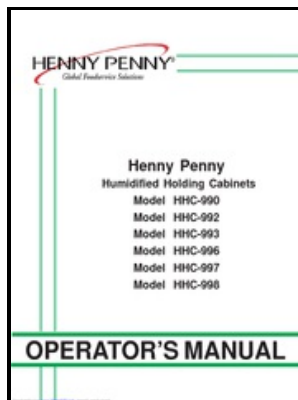 HENNY PENNY®
Global Foodservice Solutions
Henny Penny
Humidified Holding Cabinets
Model HHC-990
Model HHC-992
Model HHC-993
Model HHC-996
Model HHC-997
Model HHC-998
OPERATOR'S MANUAL